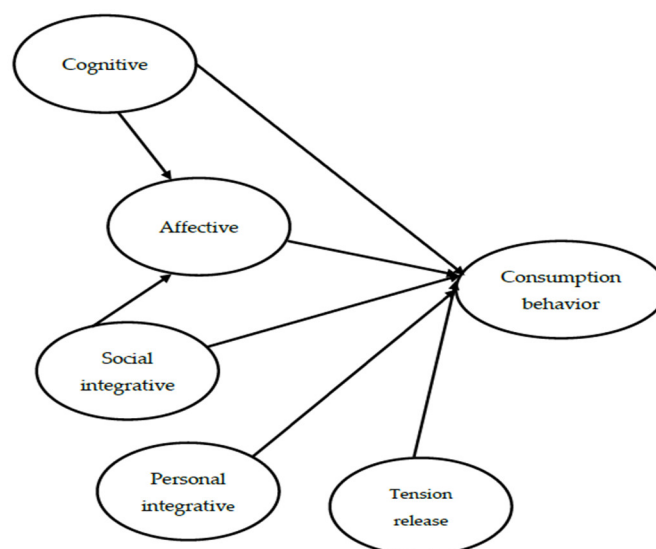 Cognitive
Affective
Consumption
behavior
Social
integrative
Personal
integrative
Tension
release